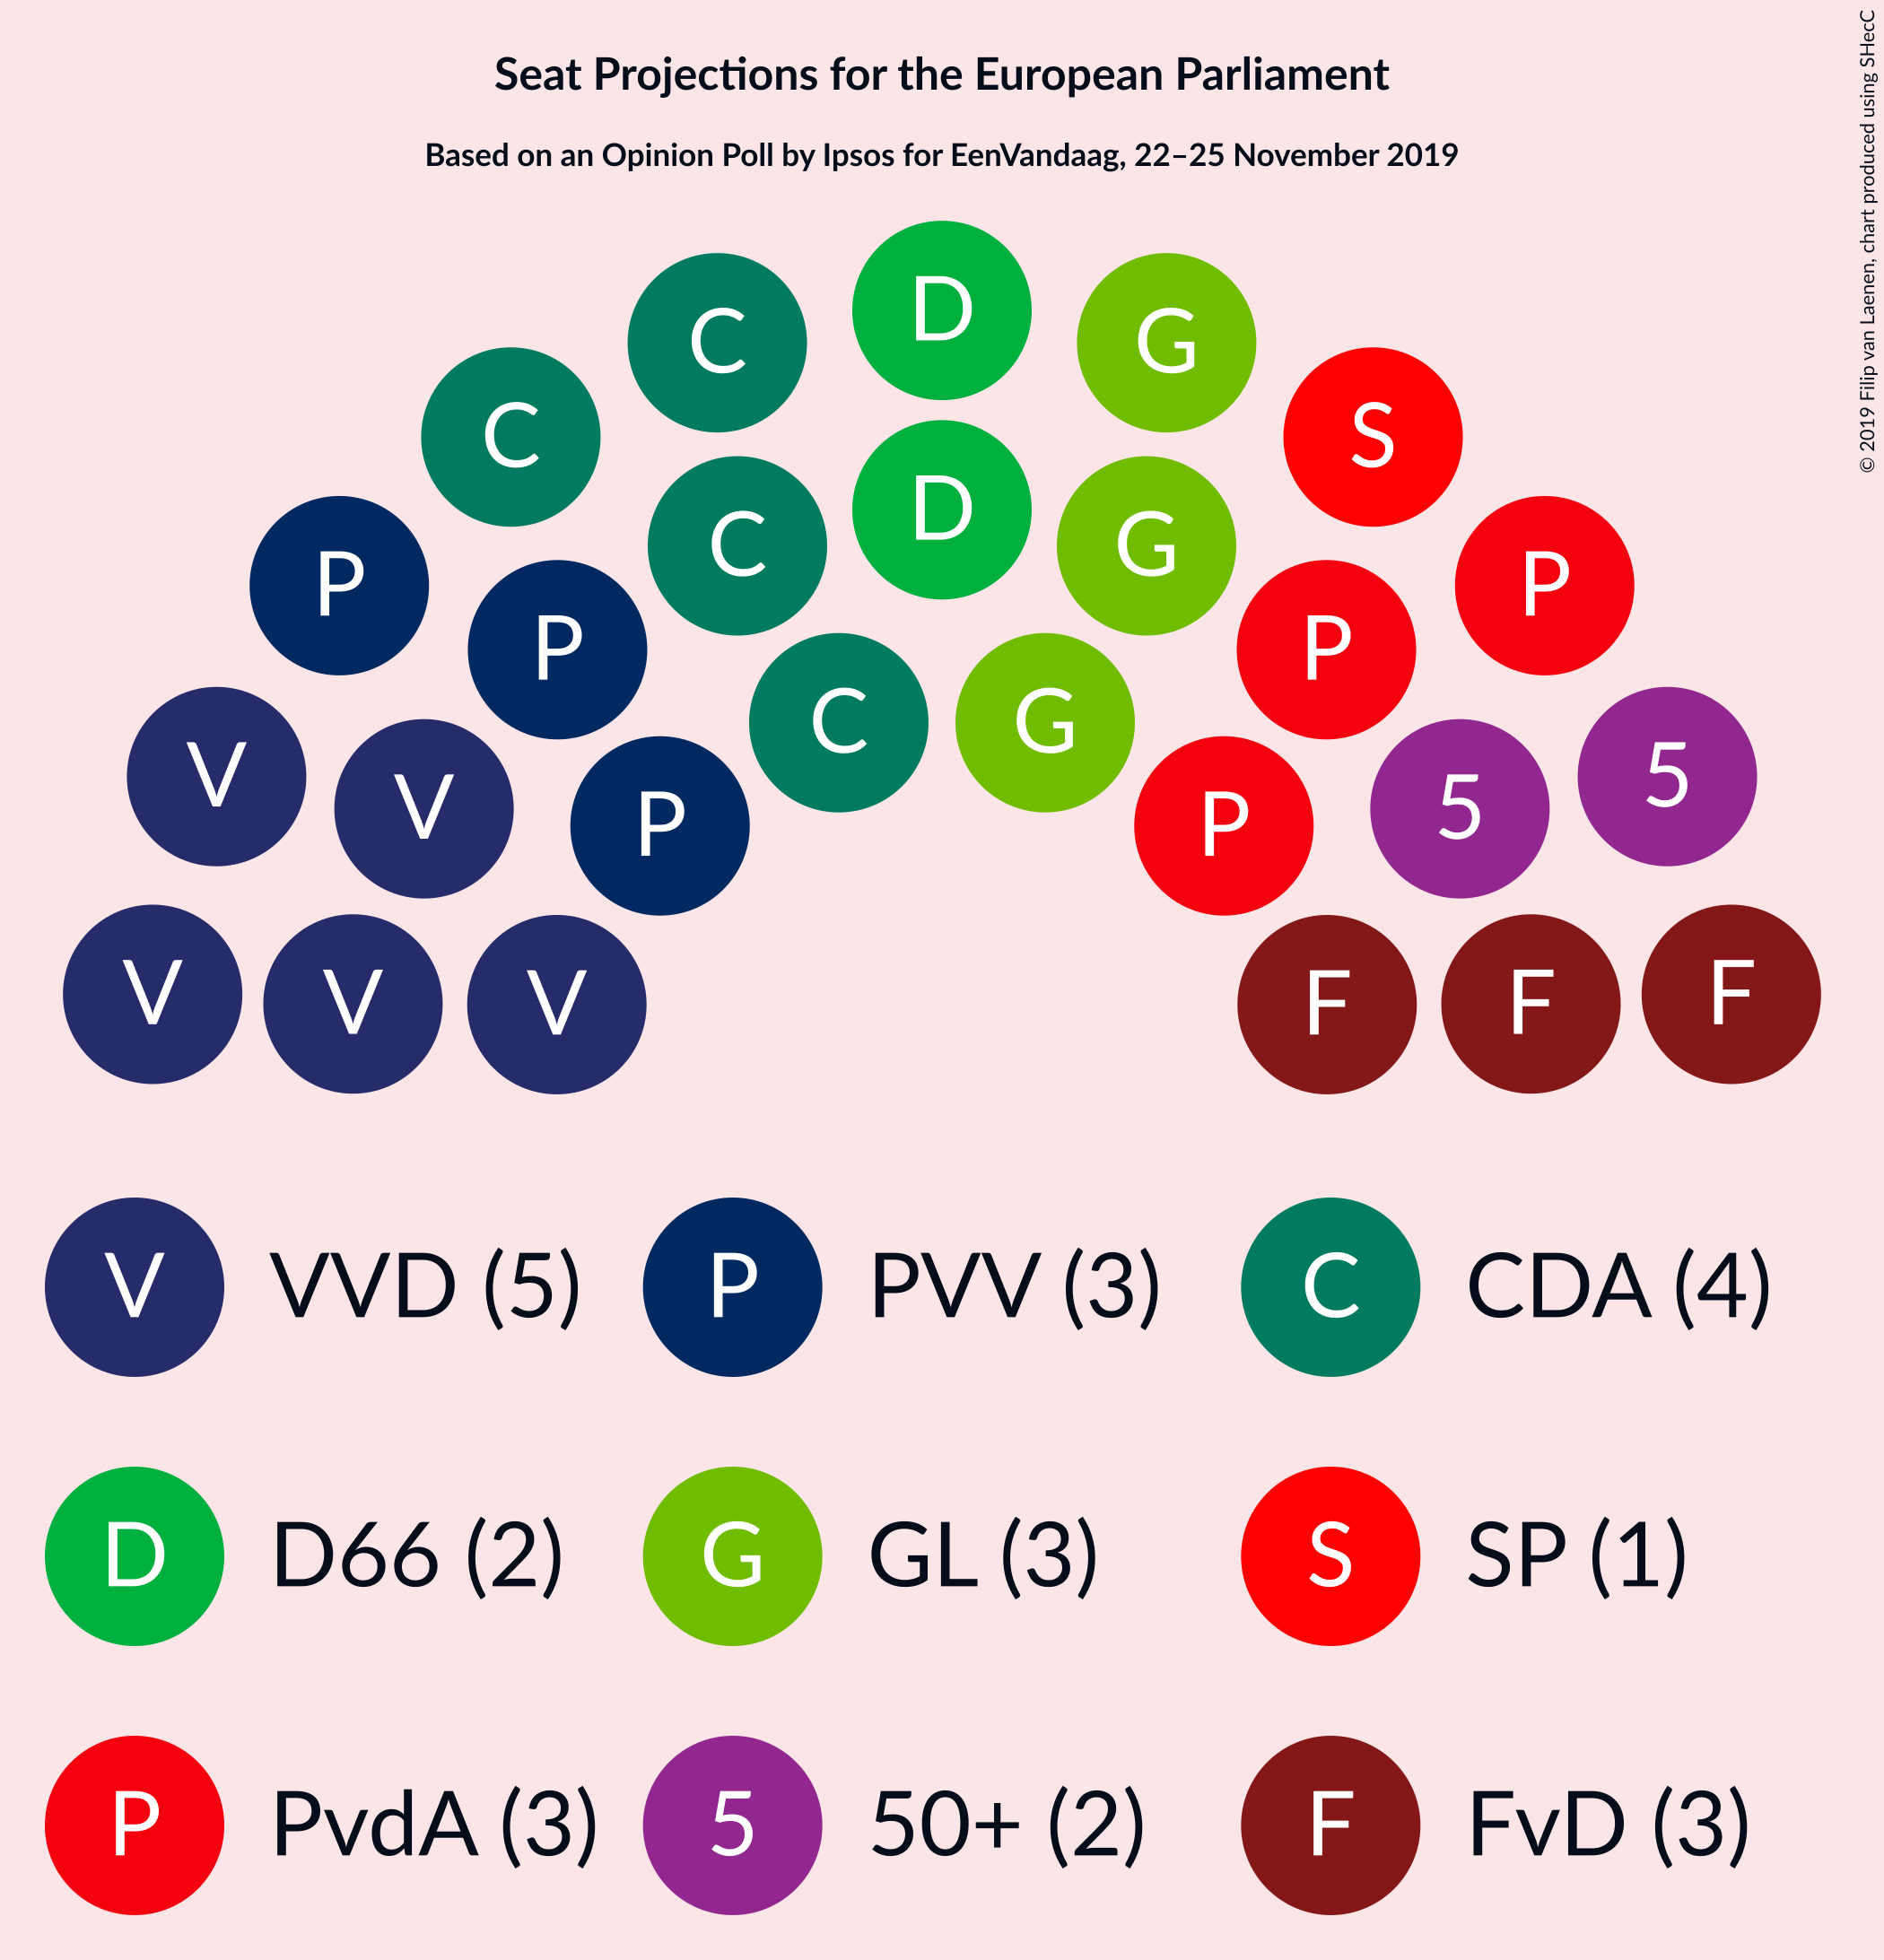 Seat Projections for the European Parliament
Based on an Opinion Poll by Ipsos for EenVandaag, 22–25 November 2019
© 2019 Filip van Laenen, chart produced using SHecC
D
C G
C S
D
C G
P P
P P
C G
V 5
V 5
P P
V V V F F F
V VVD (5) P PVV (3) C CDA (4)
D D66 (2) G GL (3) S SP (1)
P PvdA (3) 5 50+ (2) F FvD (3)